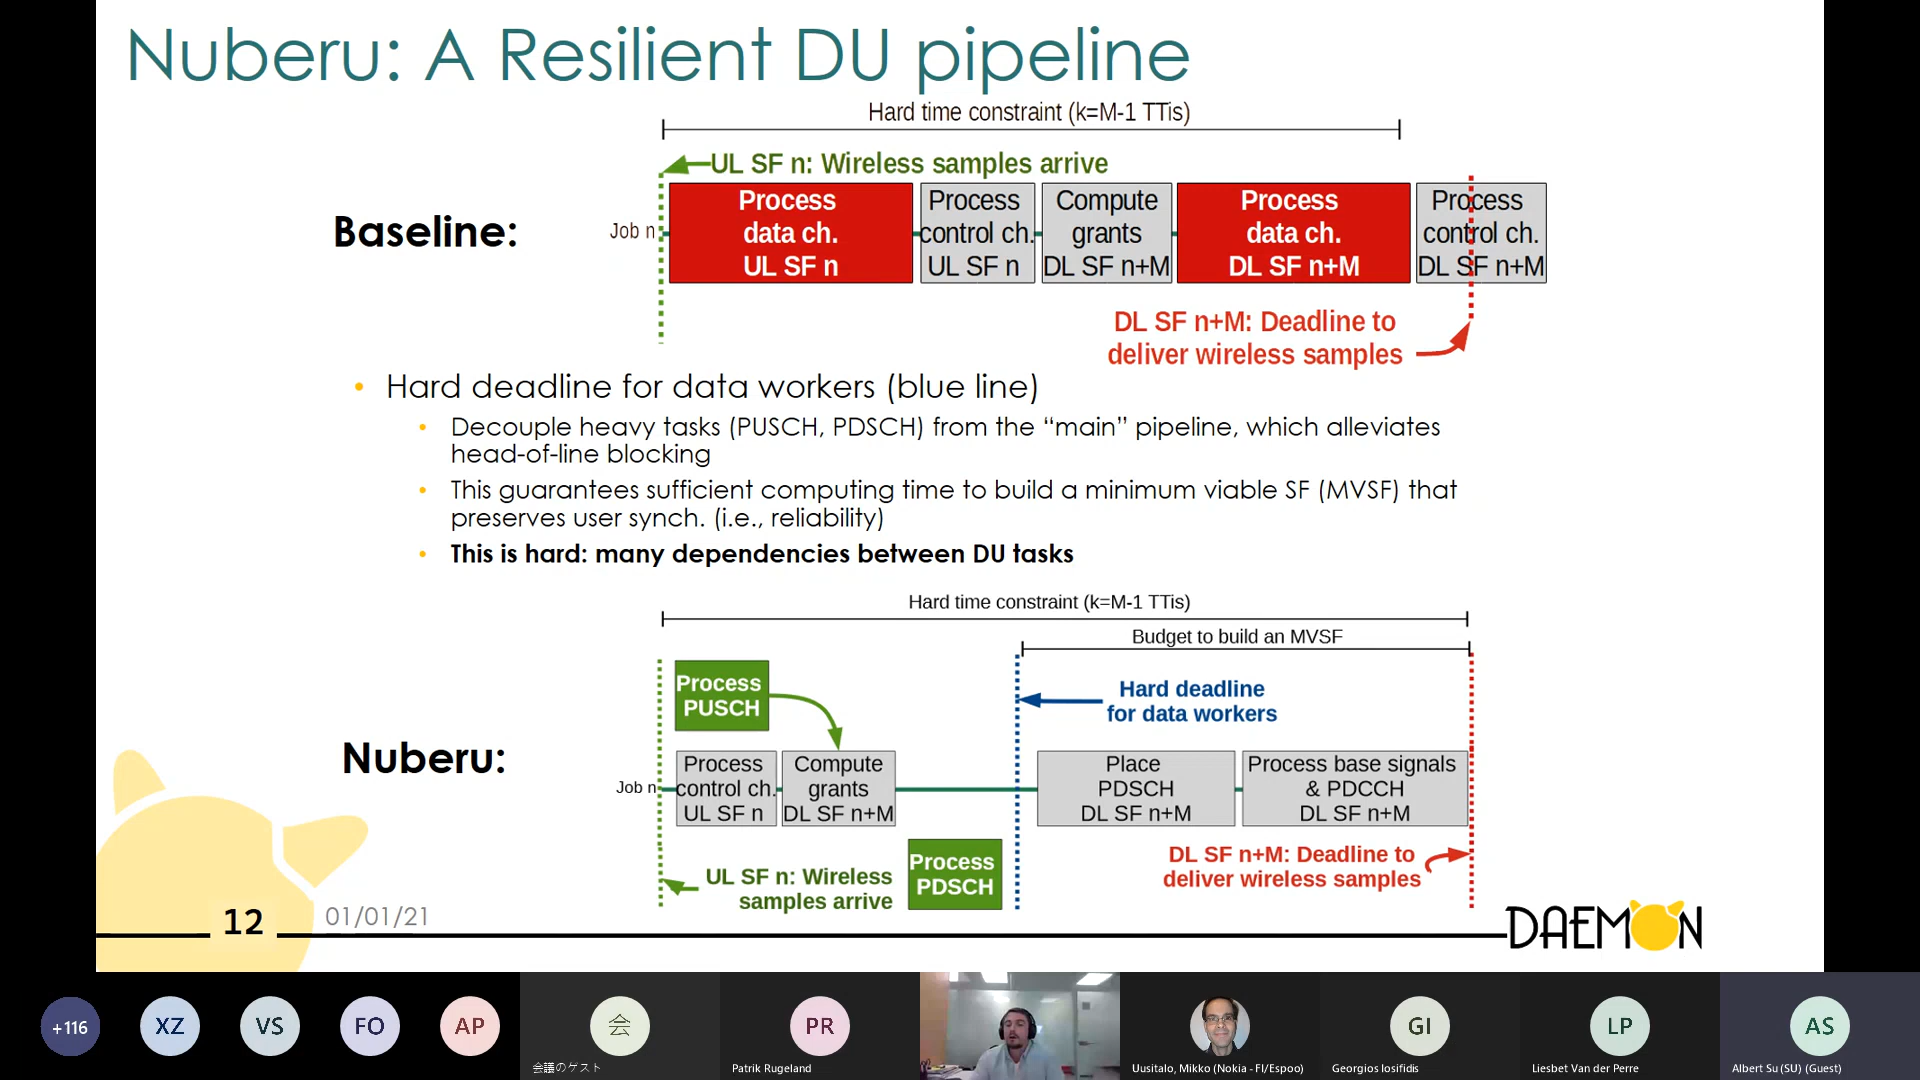 Nuberu: A Resilient DU pipeline
Hard time constraint (k=M-1 TTis)
UL SF n: Wireless samples arrive
Baseline:
Job n
Process
data ch.
UL SF n
Process
control ch.
UL SF n
Compute
grants
DL SF n+M
Process
data ch.
DL SF n+M
Process
control ch.
DL SF n+M
DL SF n+M: Deadline to
deliver wireless samples
• Hard deadline for data workers (blue line)
• Decouple heavy tasks (PUSCH, PDSCH) from the “main” pipeline, which alleviates
head-of-line blocking
• This guarantees sufficient computing time to build a minimum viable SF (MVSF) that
preserves user synch. (i.e., reliability)
• This is hard: many dependencies between DU tasks
Hard time constraint (k=M-1 TTis)
Budget to build an MVSF
Process
PUSCH
Hard deadline
for data workers
Nuberu:
Job n
Process
control ch.
UL SF n
Compute
grants
DL SF n+M
Place
PDSCH
DL SF n+M
Process base signals
& PDCCH
DL SF n+M
UL SF n: Wireless
samples arrive
Process
PDSCH
DL SF n+M: Deadline to
deliver wireless samples
12
01/01/21
DAEMON
+116
XZ
VS
FO
AP
会
会議のゲスト
PR
Patrik Rugeland
Uusitalo, Mikko (Nokia - FI/Espoo)
GI
Georgios Iosifidis
LP
Liesbet Van der Perre
AS
Albert Su (SU) (Guest)